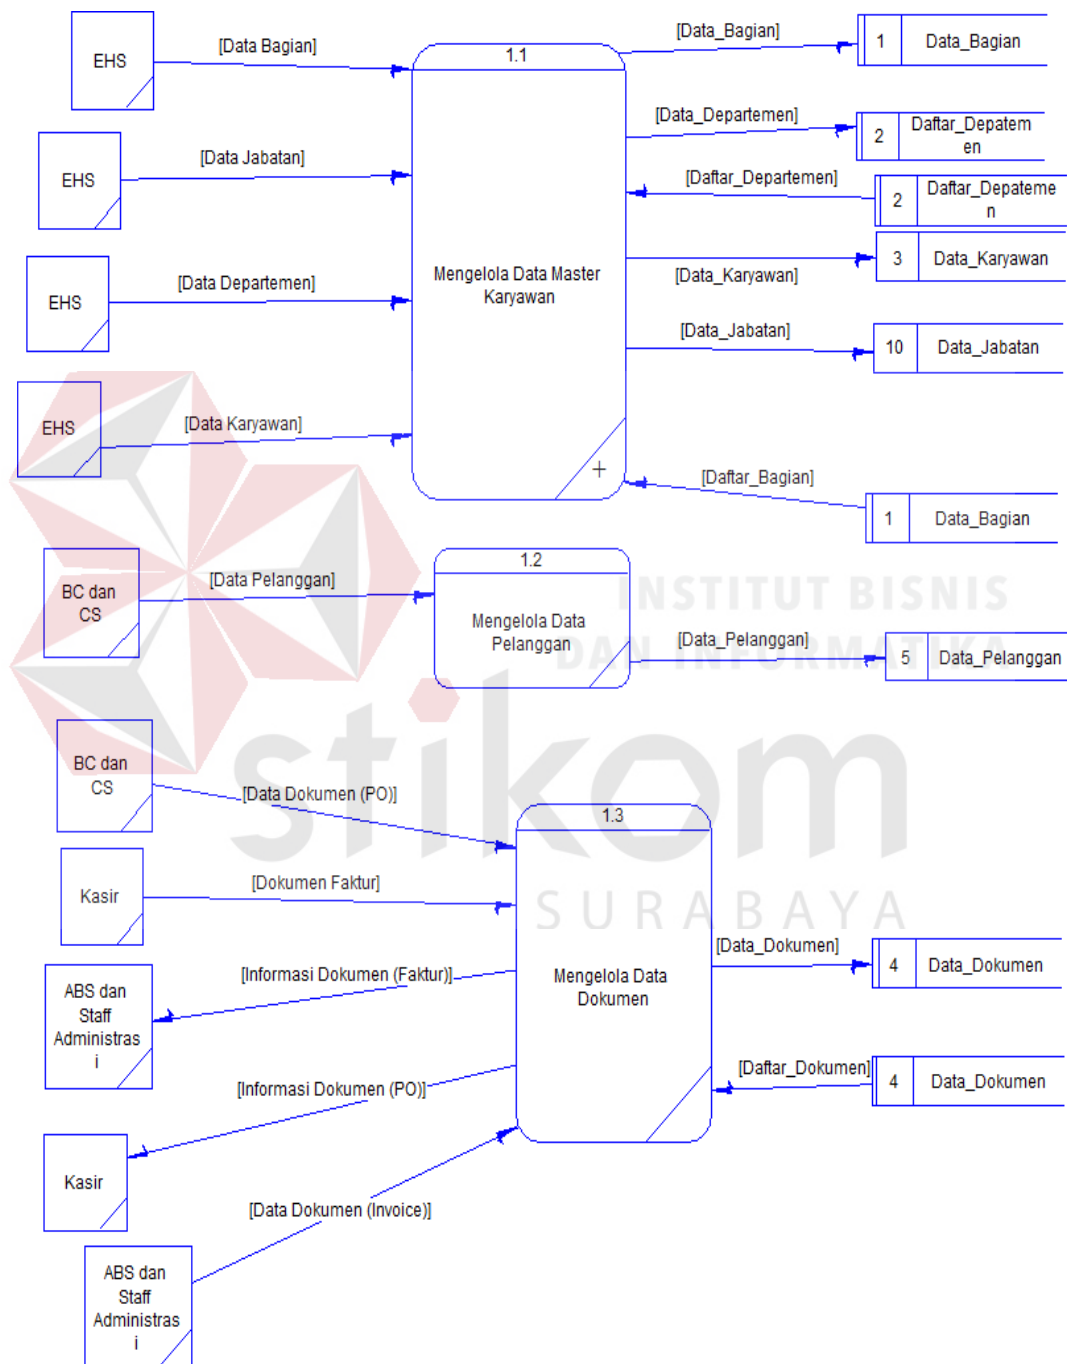 EHS
[Data Bagian]
1.1
[Data_Bagian]
1
Data_Bagian
EHS
[Data Jabatan]
[Data_Departemen]
2
Daftar_Depatem
en
[Daftar_Departemen]
2
Daftar_Depateme
n
EHS
[Data Departemen]
Mengelola Data Master
Karyawan
[Data_Karyawan]
3
Data_Karyawan
[Data_Jabatan]
10
Data_Jabatan
EHS
[Data Karyawan]
+
[Daftar_Bagian]
1
Data_Bagian
BC dan
CS
[Data Pelanggan]
1.2
Mengelola Data
Pelanggan
[Data_Pelanggan]
5
Data_Pelanggan
INSTITUT BISNIS
DAN INFORMATIKA
stikom
SURABAYA
BC dan
CS
[Data Dokumen (PO)]
1.3
Kasir
[Dokumen Faktur]
Mengelola Data
Dokumen
[Data_Dokumen]
4
Data_Dokumen
ABS dan
Staff
Administras
i
[Informasi Dokumen (Faktur)]
[Daftar_Dokumen]
4
Data_Dokumen
[Informasi Dokumen (PO)]
Kasir
[Data Dokumen (Invoice)]
ABS dan
Staff
Administras
i